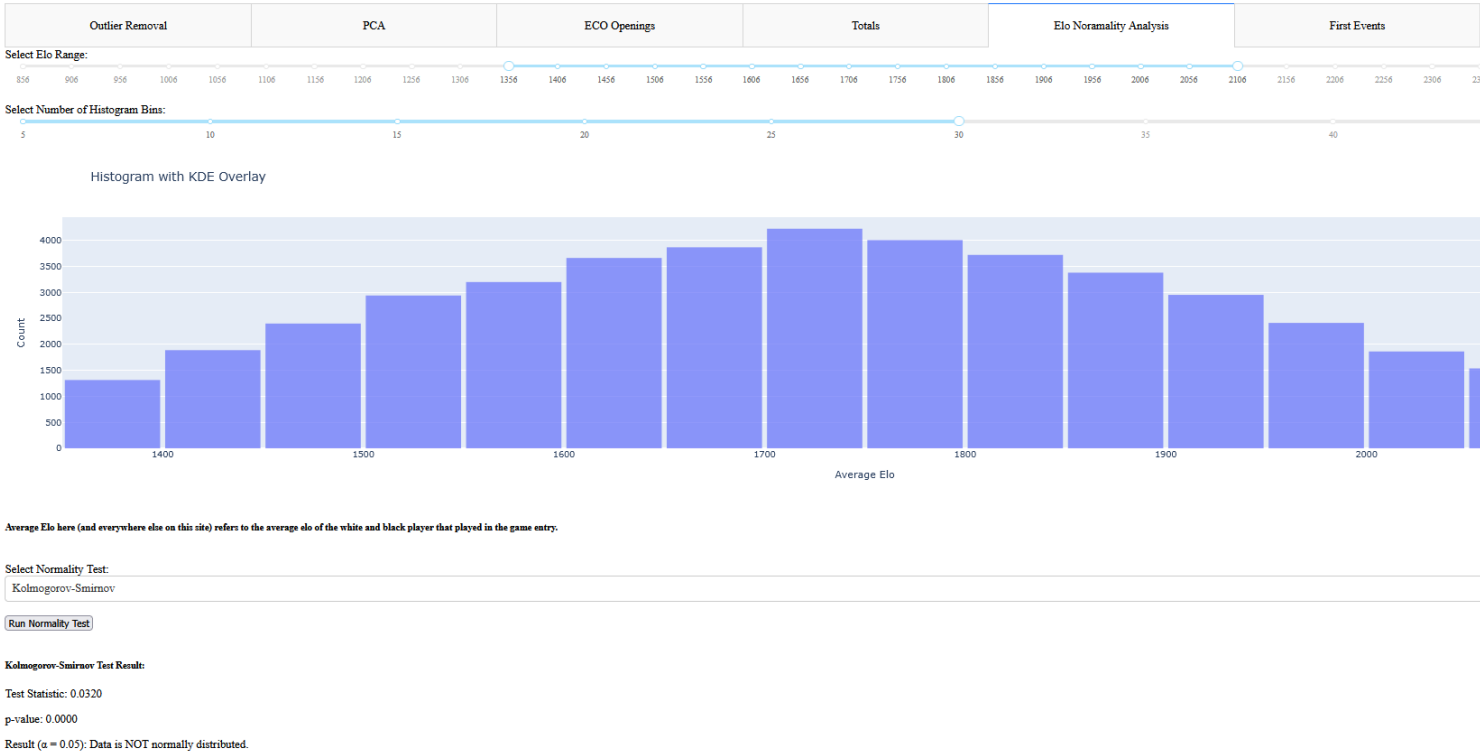 Outlier Removal PCA ECO Openings Totals Elo Noramality Analysis First Events
Select Elo Range:
856 906 956 1006 1056 1106 1156 1206 1256 1306 1356 1406 1456 1506 1556 1606 1656 1706 1756 1806 1856 1906 1956 2006 2056 2106 2156 2206 2256 2306 23
Select Number of Histogram Bins:
5 10 15 20 25 30 35 40
Histogram with KDE Overlay
4000
3500
3000
2500
2000
1500
1000
500
0
Count
1400 1500 1600 1700 1800 1900 2000
Average Elo
Average Elo here (and everywhere else on this site) refers to the average elo of the white and black player that played in the game entry.
Select Normality Test:
Kolmogorov-Smirnov
Run Normality Test
Kolmogorov-Smirnov Test Result:
Test Statistic: 0.0320
p-value: 0.0000
Result (α = 0.05): Data is NOT normally distributed.